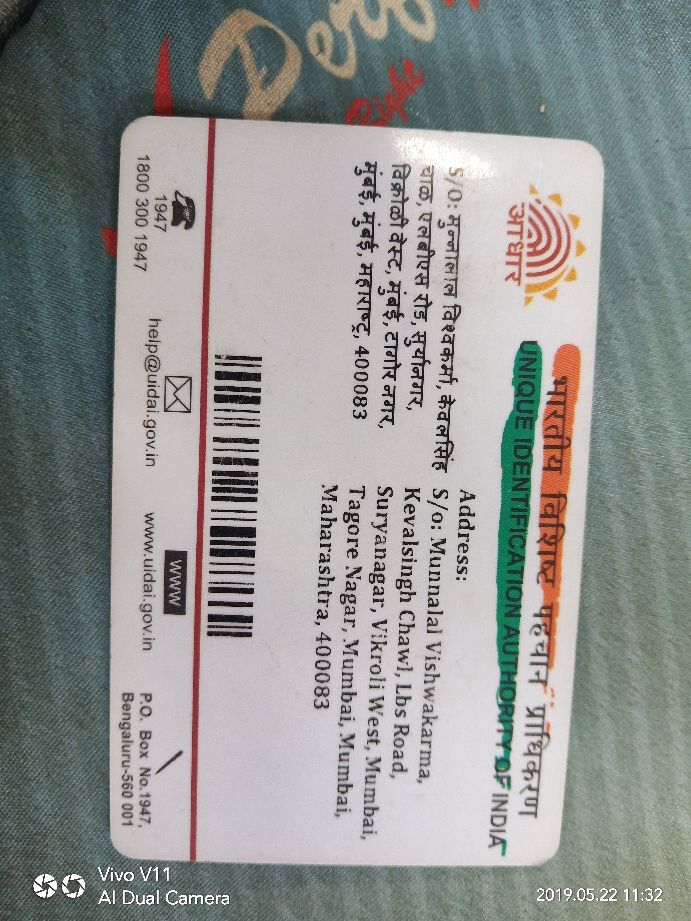 आधार
भारतीय विशिष्ट पहचान प्राधिकरण
UNIQUE IDENTIFICATION AUTHORITY OF INDIA
S/O: मुन्नालाल विश्वकर्मा, केवलसिंह
चाळ, एलबीएस रोड, सुर्यानगर,
विक्रोळी वेस्ट, मुंबई, टागोर नगर,
मुंबई, मुंबई, महाराष्ट्र, 400083
Address:
S/o: Munnalal Vishwakarma,
Kevalsingh Chawl, Lbs Road,
Suryanagar, Vikroli West, Mumbai,
Tagore Nagar, Mumbai, Mumbai,
Maharashtra, 400083
1947
1800 300 1947
help@uidai.gov.in
www
www.uidai.gov.in
P.O. Box No.1947,
Bengaluru-560 001
Right
Vivo V11
AI Dual Camera
2019.05.22 11:32